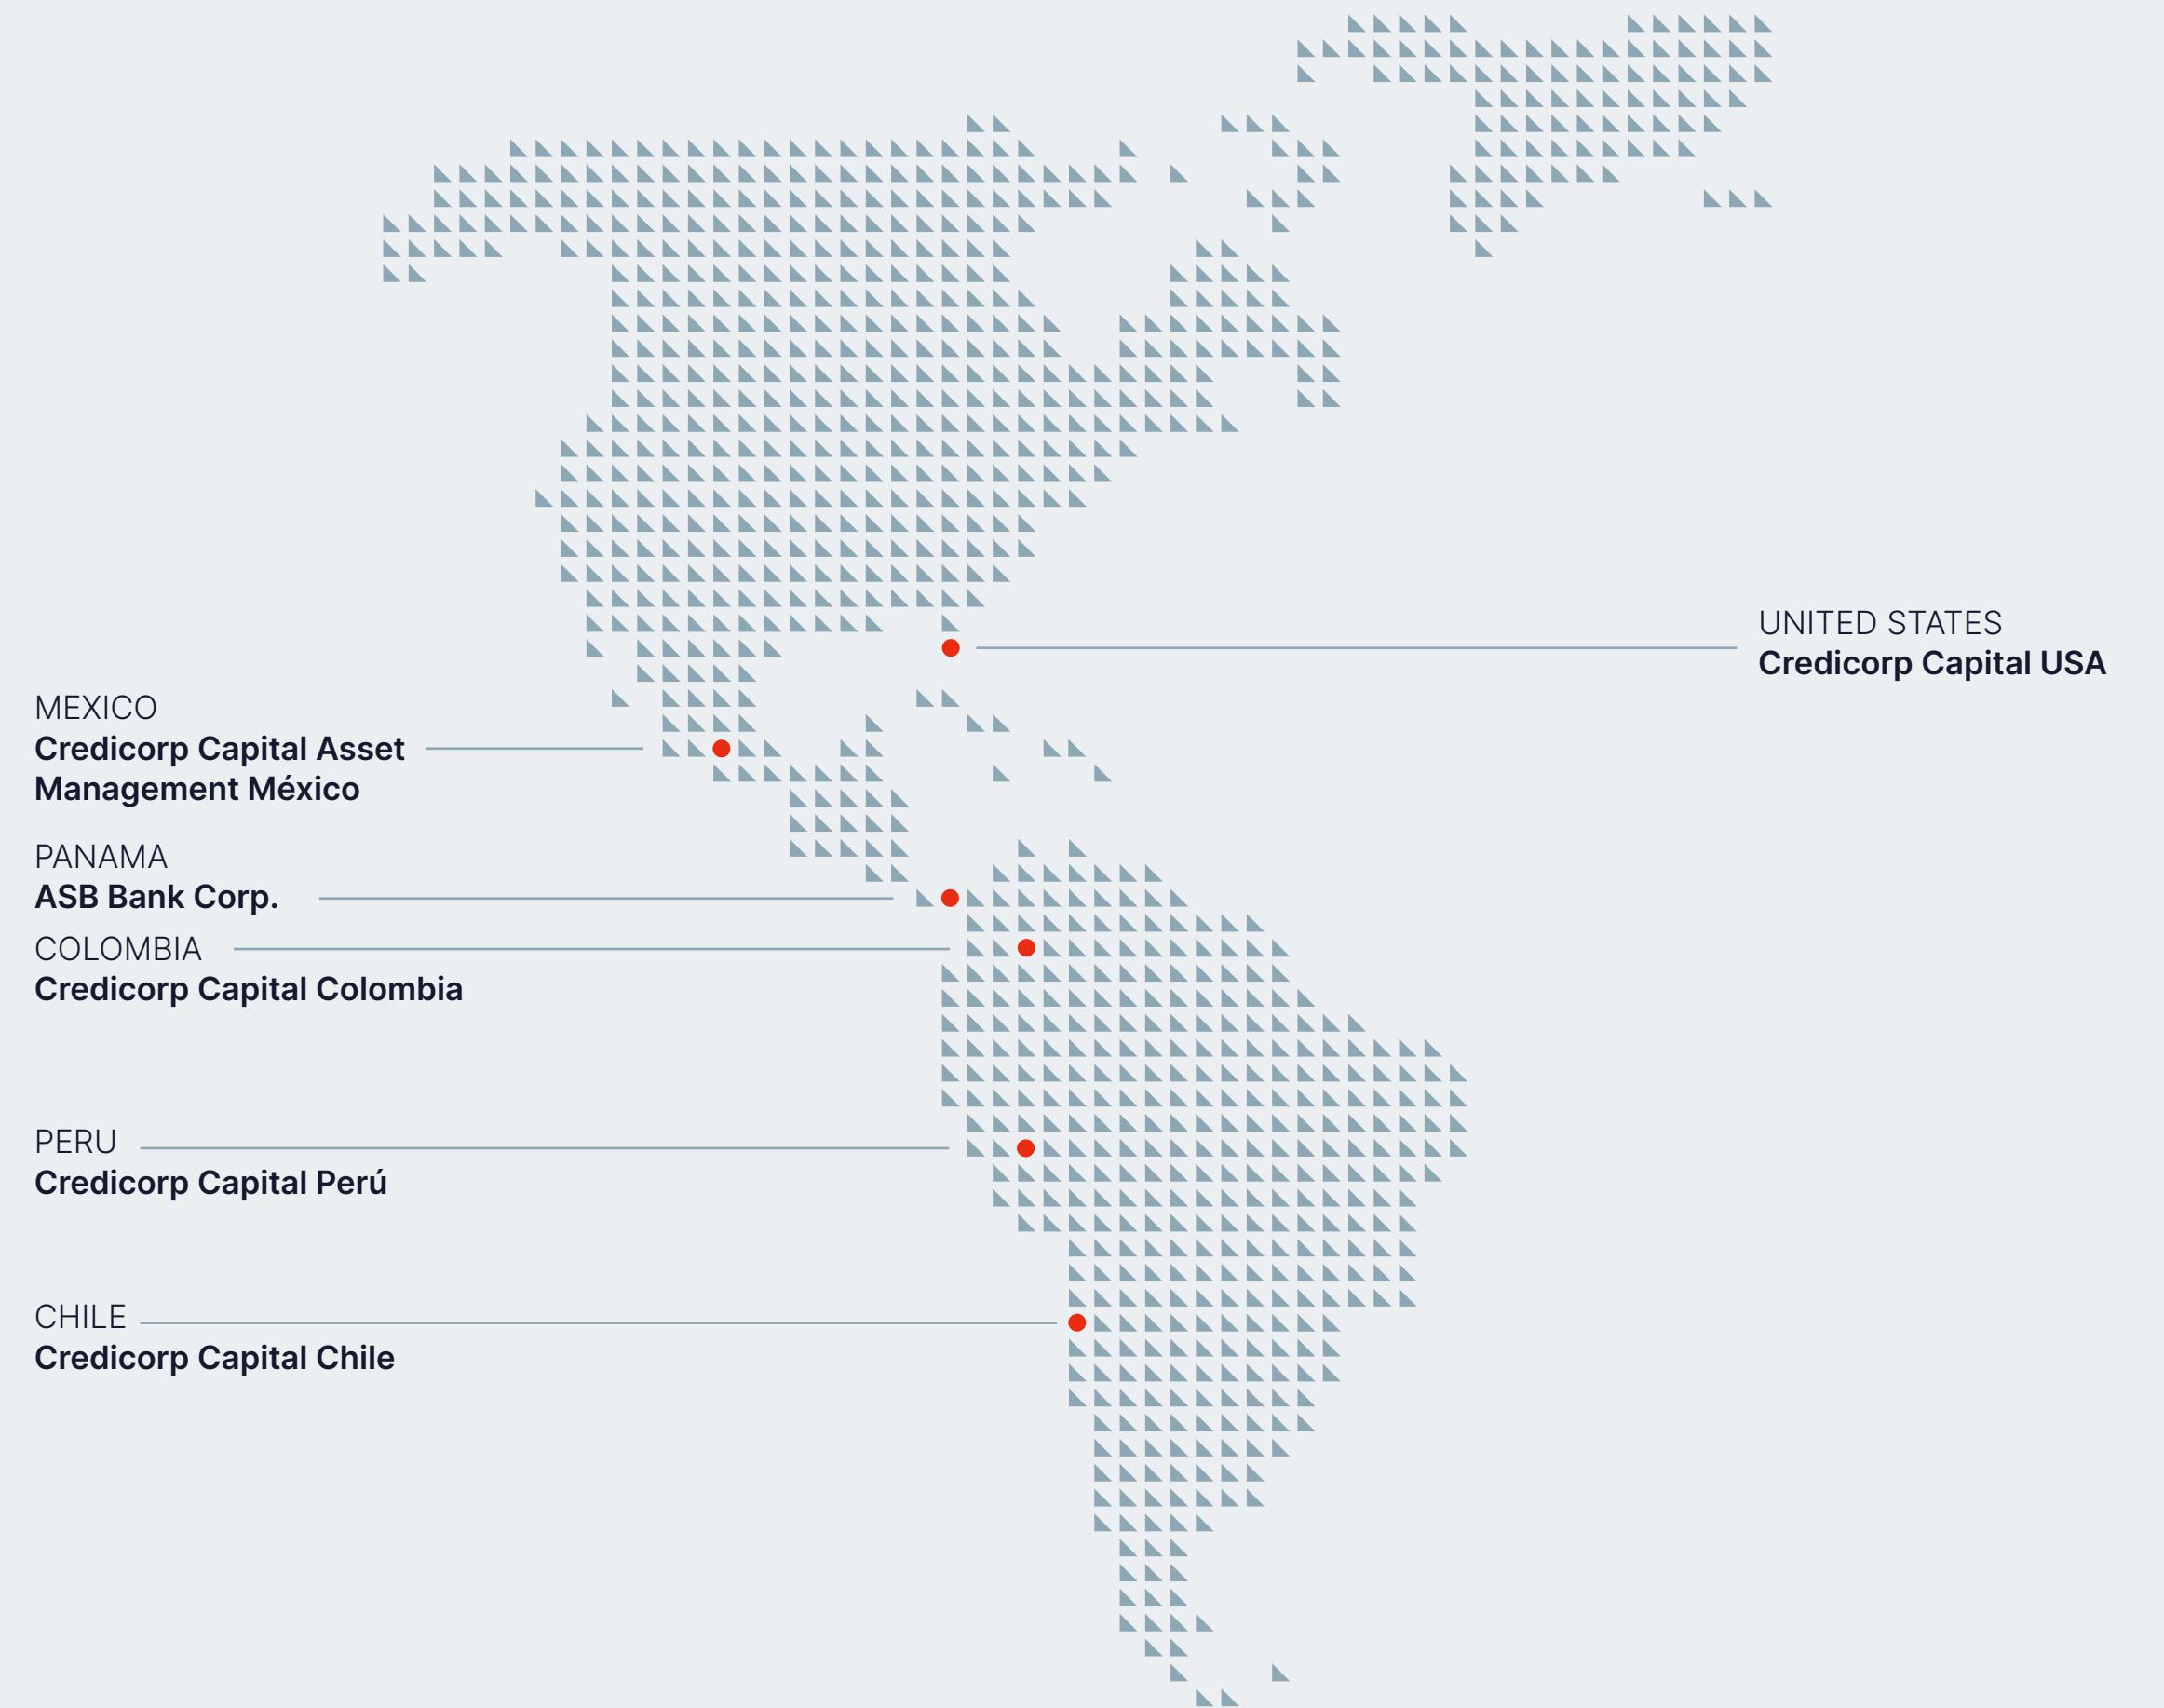 UNITED STATES
Credicorp Capital USA
MEXICO
Credicorp Capital Asset
Management México
PANAMA
ASB Bank Corp.
COLOMBIA
Credicorp Capital Colombia
PERU
Credicorp Capital Perú
CHILE
Credicorp Capital Chile